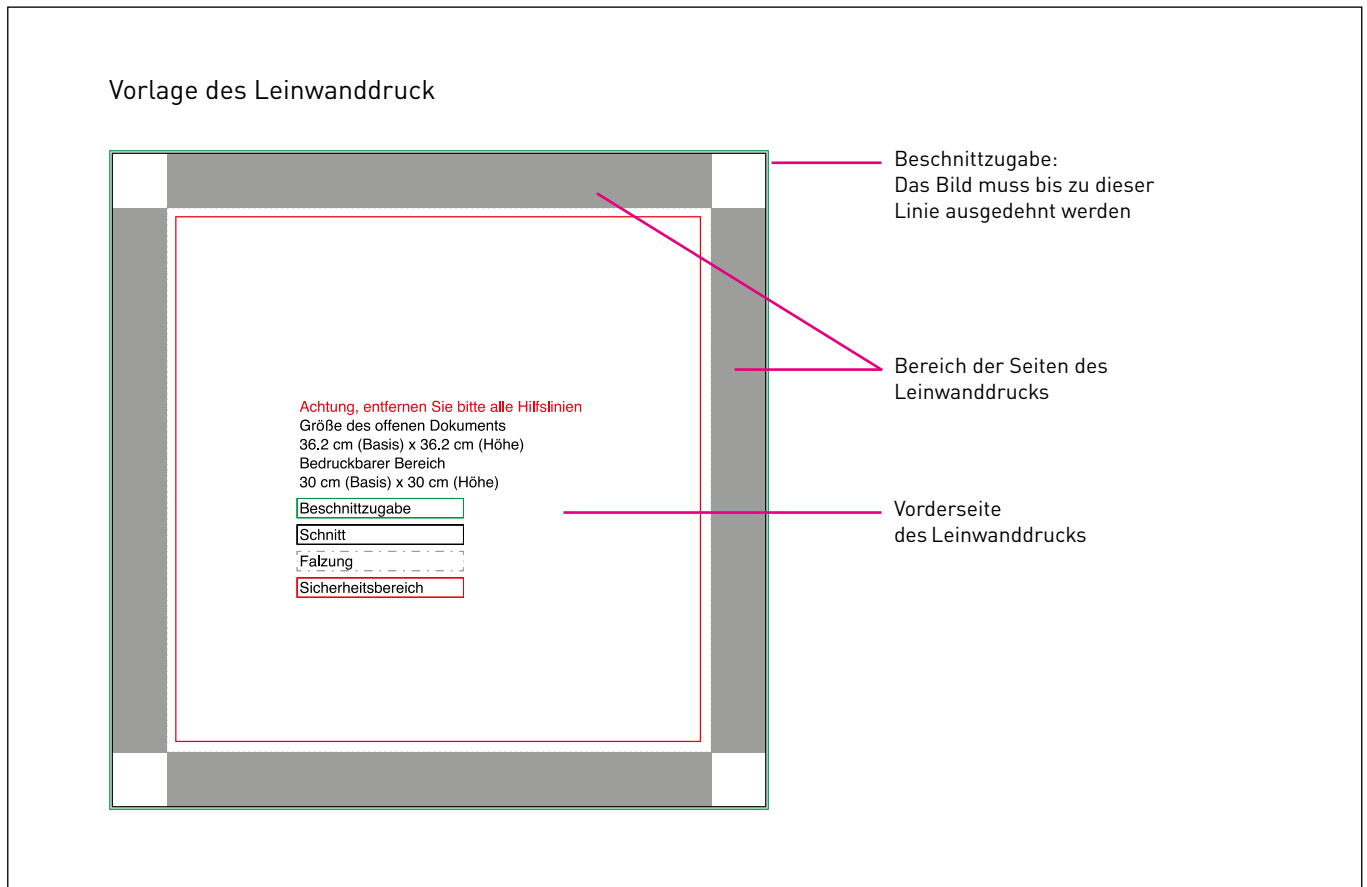 Vorlage des Leinwanddruck
Beschnittzugabe:
Das Bild muss bis zu dieser
Linie ausgedehnt werden
Bereich der Seiten des
Leinwanddrucks
Achtung, entfernen Sie bitte alle Hilfslinien
Größe des offenen Dokuments
36.2 cm (Basis) x 36.2 cm (Höhe)
Bedruckbarer Bereich
30 cm (Basis) x 30 cm (Höhe)
Beschnittzugabe
Schnitt
Falzung
Sicherheitsbereich
Vorderseite
des Leinwanddrucks